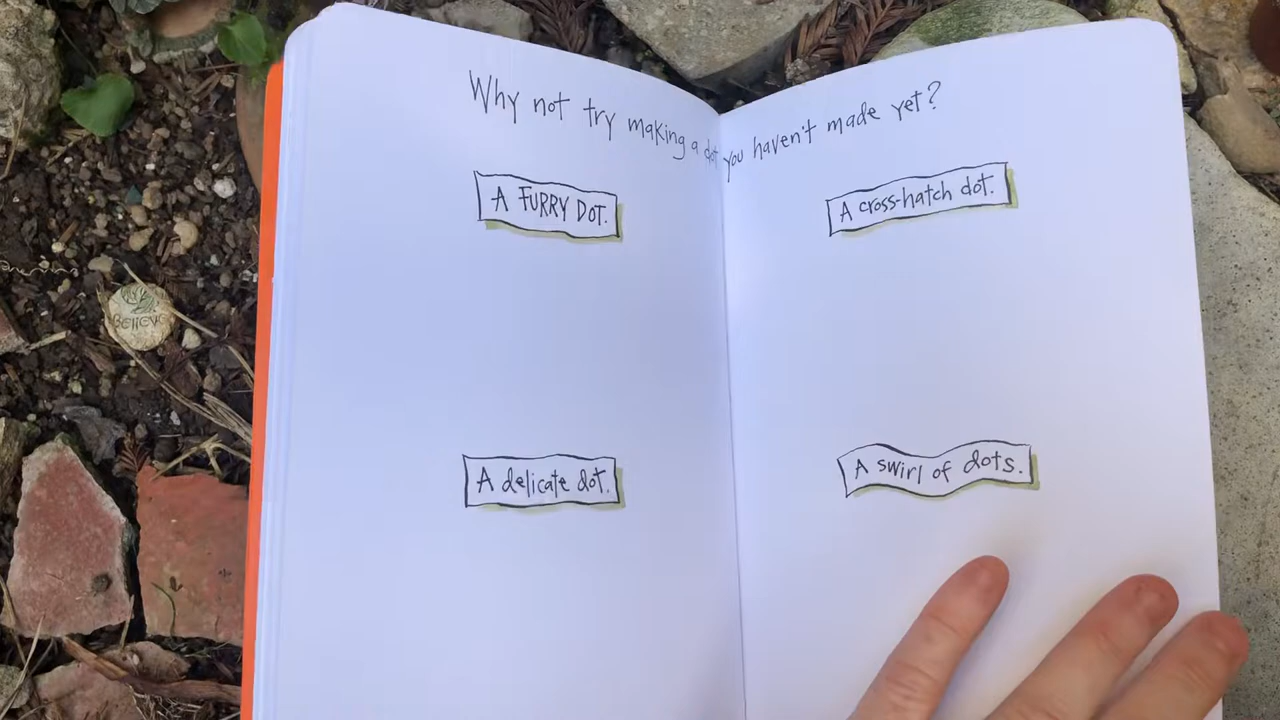 Why not try making a dot you haven't made yet?
A FURRY DOT.
A cross-hatch dot.
A delicate dot.
A swirl of dots.
BELIEVE